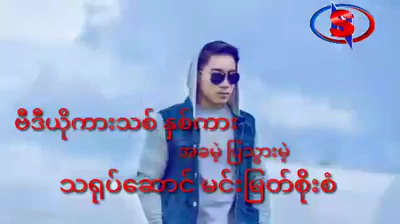 S
ဗီဒီယိုကားသစ် နှစ်ကား
အခမဲ့ ပြသွားမဲ့
သရုပ်ဆောင် မင်းမြတ်စိုးစံ